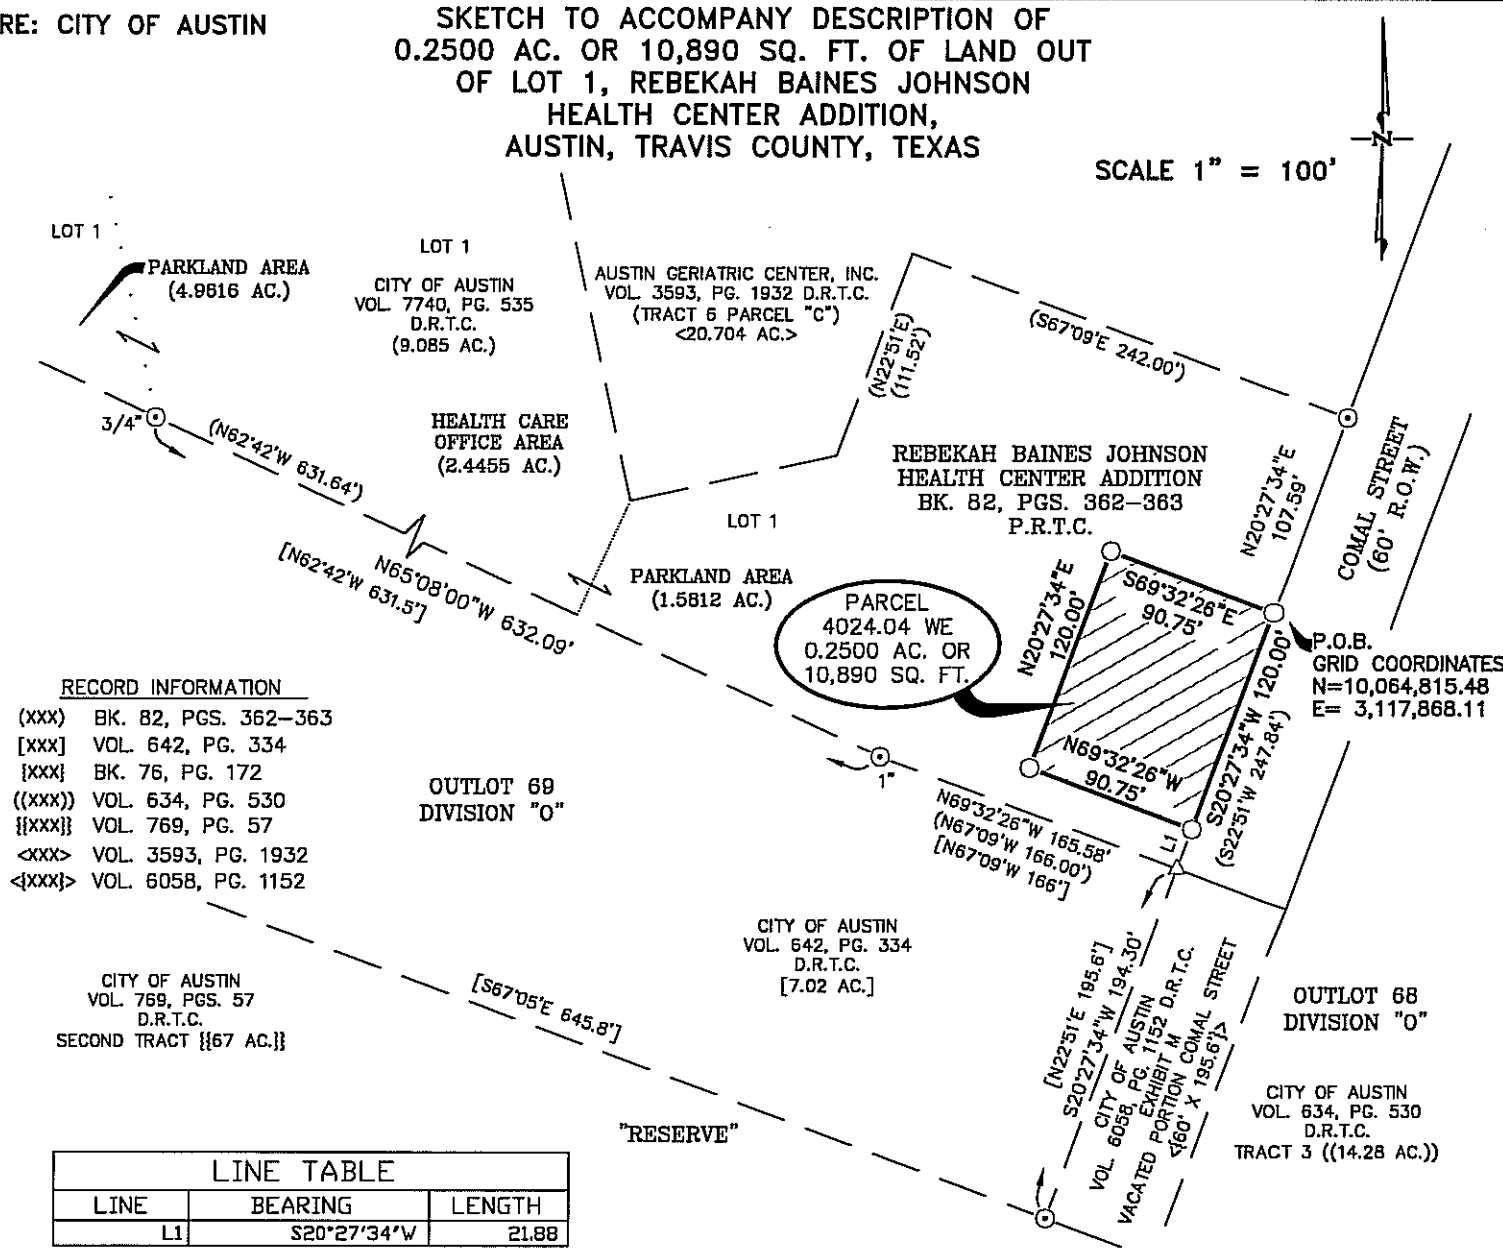 RE: CITY OF AUSTIN
SKETCH TO ACCOMPANY DESCRIPTION OF
0.2500 AC. OR 10,890 SQ. FT. OF LAND OUT
OF LOT 1, REBEKAH BAINES JOHNSON
HEALTH CENTER ADDITION,
AUSTIN, TRAVIS COUNTY, TEXAS
N
SCALE 1" = 100'
LOT 1
PARKLAND AREA
(4.9616 AC.)
LOT 1
CITY OF AUSTIN
VOL. 7740, PG. 535
D.R.T.C.
(9.085 AC.)
AUSTIN GERIATRIC CENTER, INC.
VOL. 3593, PG. 1932 D.R.T.C.
(TRACT 6 PARCEL "C")
<20.704 AC.>
(N22°51'E)
(111.52')
(S67°09'E 242.00')
3/4"
(N62°42'W 631.64')
HEALTH CARE
OFFICE AREA
(2.4455 AC.)
REBEKAH BAINES JOHNSON
HEALTH CENTER ADDITION
BK. 82, PGS. 362-363
P.R.T.C.
N20°27'34"E
107.59'
COMAL STREET
(60' R.O.W.)
LOT 1
N65°08'00"W 632.09'
[N62°42'W 631.5']
PARKLAND AREA
(1.5812 AC.)
PARCEL
4024.04 WE
0.2500 AC. OR
10,890 SQ. FT.
N20°27'34"E
120.00'
S69°32'26"E
90.75'
P.O.B.
GRID COORDINATES
N=10,064,815.48
E= 3,117,868.11
S20°27'34"W 120.00'
(S22°51'W 247.84')
N69°32'26"W
90.75'
RECORD INFORMATION
(XXX) BK. 82, PGS. 362-363
[XXX] VOL. 642, PG. 334
{XXX} BK. 76, PG. 172
((XXX)) VOL. 634, PG. 530
{{XXX}} VOL. 769, PG. 57
<XXX> VOL. 3593, PG. 1932
<{XXX}> VOL. 6058, PG. 1152
OUTLOT 69
DIVISION "O"
1"
N69°32'26"W 165.58'
(N67°09'W 166.00')
[N67°09'W 166']
L1
CITY OF AUSTIN
VOL. 642, PG. 334
D.R.T.C.
[7.02 AC.]
CITY OF AUSTIN
VOL. 769, PGS. 57
D.R.T.C.
SECOND TRACT {{67 AC.}}
[S67°05'E 645.8']
[N22°51'E 195.6']
S20°27'34"W 194.30'
CITY OF AUSTIN
VOL. 6058, PG. 1152 D.R.T.C.
EXHIBIT M
VACATED PORTION COMAL STREET
<{60' X 195.6'}>
OUTLOT 68
DIVISION "O"
CITY OF AUSTIN
VOL. 634, PG. 530
D.R.T.C.
TRACT 3 ((14.28 AC.))
"RESERVE"
LINE TABLE
LINE BEARING LENGTH
L1 S20°27'34"W 21.88